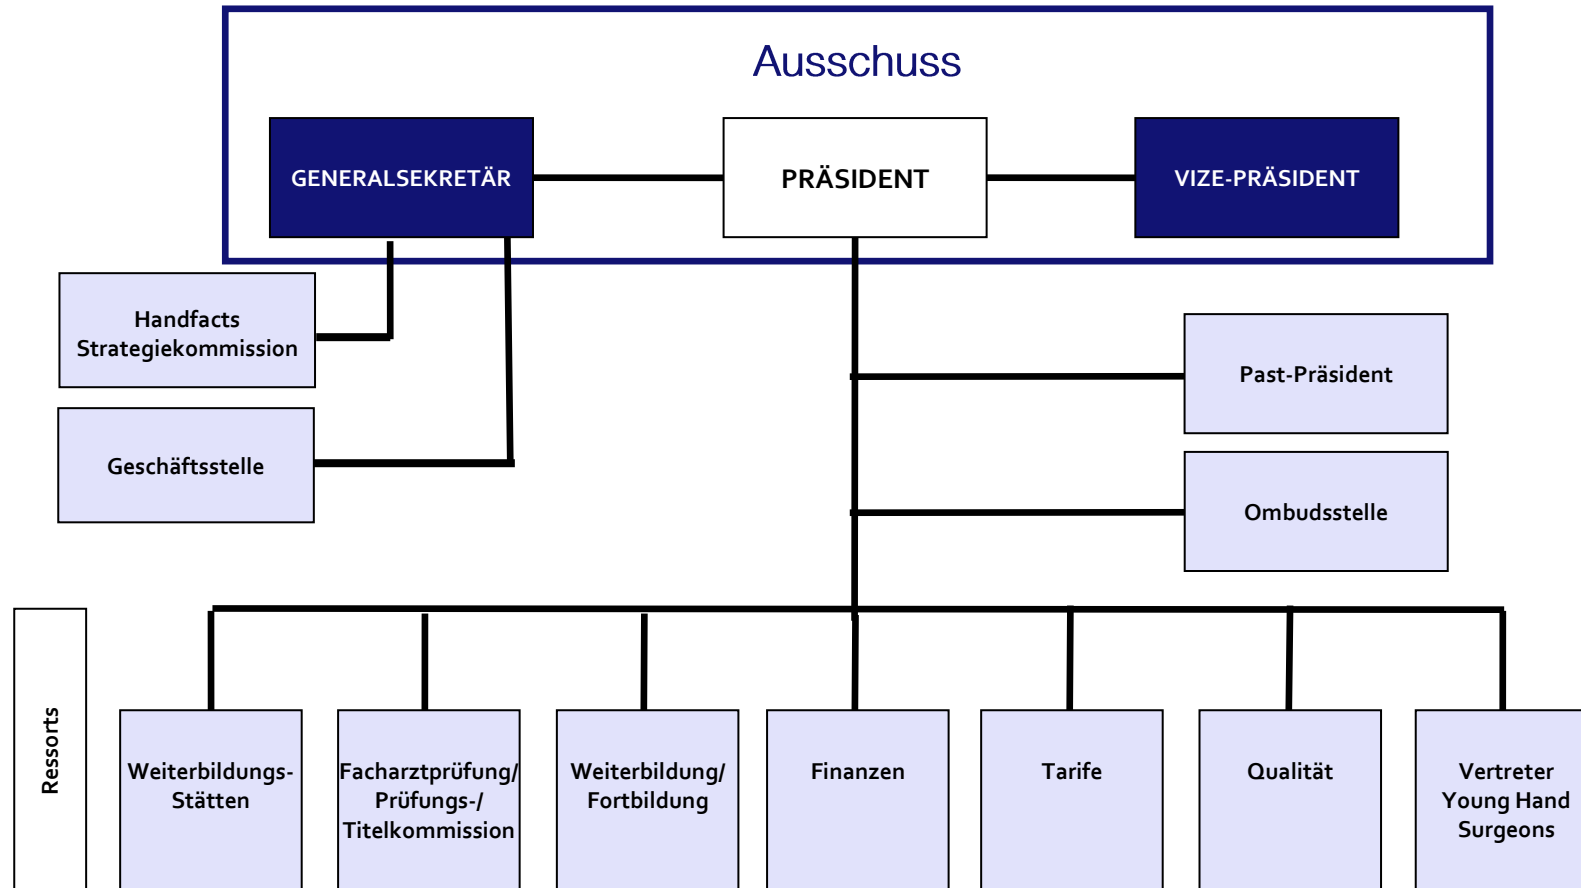 Ausschuss
GENERALSEKRETÄR
PRÄSIDENT
VIZE-PRÄSIDENT
Handfacts
Strategiekommission
Past-Präsident
Geschäftsstelle
Ombudsstelle
Ressorts
Weiterbildungs-
Stätten
Facharztprüfung/
Prüfungs-/
Titelkommission
Weiterbildung/
Fortbildung
Finanzen
Tarife
Qualität
Vertreter
Young Hand
Surgeons